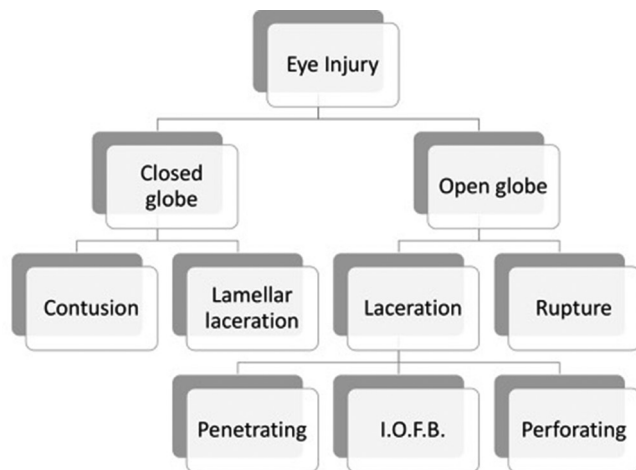 Eye Injury
Closed
globe
Open globe
Contusion
Lamellar
laceration
Laceration
Rupture
Penetrating
I.O.F.B.
Perforating